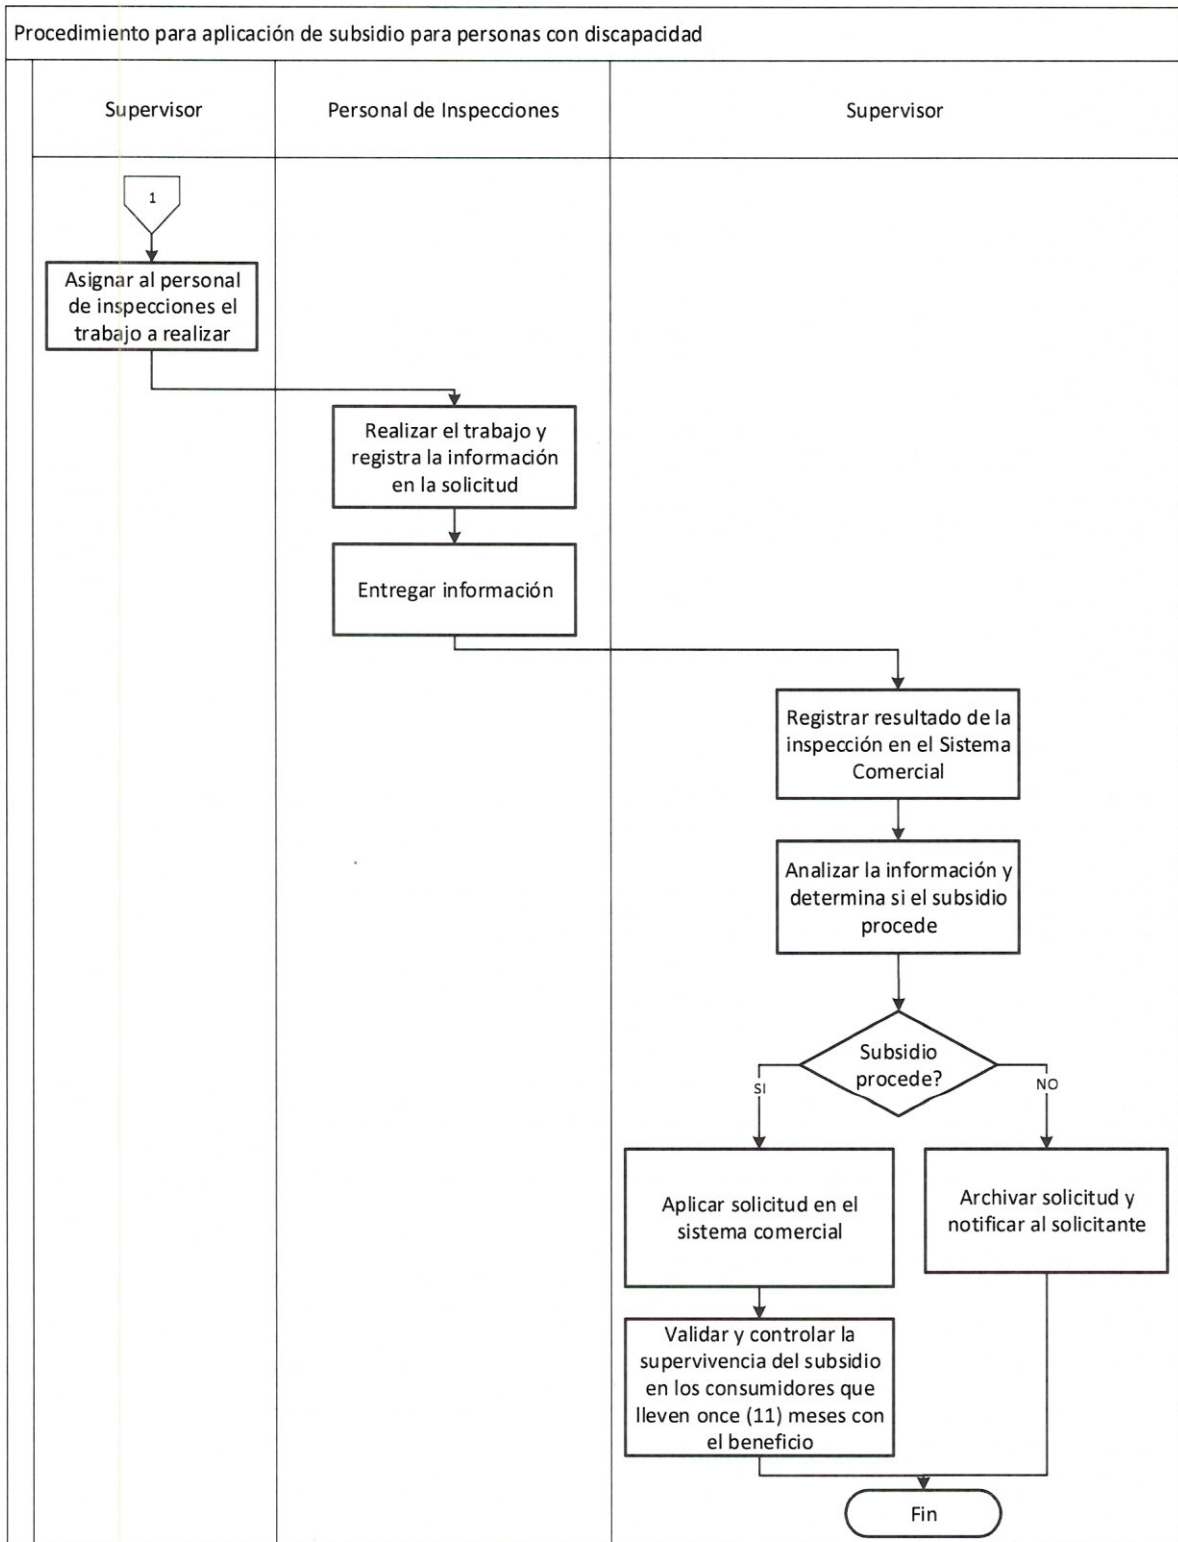 Procedimiento para aplicación de subsidio para personas con discapacidad
Supervisor
Personal de Inspecciones
Supervisor
1
Asignar al personal
de inspecciones el
trabajo a realizar
Realizar el trabajo y
registra la información
en la solicitud
Entregar información
Registrar resultado de la
inspección en el Sistema
Comercial
Analizar la información y
determina si el subsidio
procede
Subsidio
procede?
SI
NO
Aplicar solicitud en el
sistema comercial
Archivar solicitud y
notificar al solicitante
Validar y controlar la
supervivencia del subsidio
en los consumidores que
lleven once (11) meses con
el beneficio
Fin